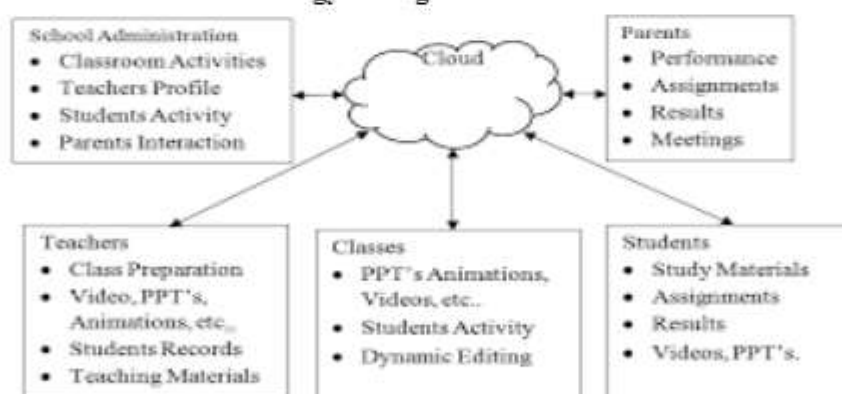 School Administration
• Classroom Activities
• Teachers Profile
• Students Activity
• Parents Interaction
Cloud
Parents
• Performance
• Assignments
• Results
• Meetings
Teachers
• Class Preparation
• Video, PPT's,
Animations, etc.,
• Students Records
• Teaching Materials
Classes
• PPT's Animations,
Videos, etc..
• Students Activity
• Dynamic Editing
Students
• Study Materials
• Assignments
• Results
• Videos, PPT's.